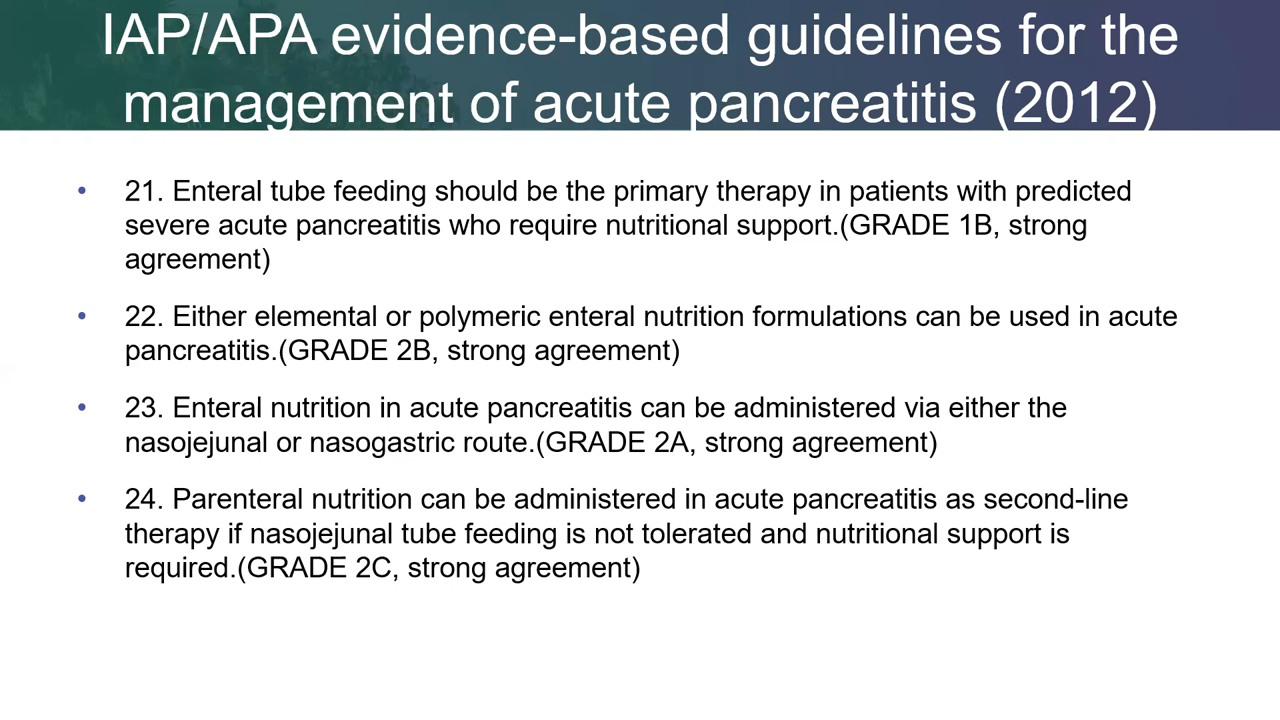 IAP/APA evidence-based guidelines for the
management of acute pancreatitis (2012)
• 21. Enteral tube feeding should be the primary therapy in patients with predicted
severe acute pancreatitis who require nutritional support.(GRADE 1B, strong
agreement)
• 22. Either elemental or polymeric enteral nutrition formulations can be used in acute
pancreatitis.(GRADE 2B, strong agreement)
• 23. Enteral nutrition in acute pancreatitis can be administered via either the
nasojejunal or nasogastric route.(GRADE 2A, strong agreement)
• 24. Parenteral nutrition can be administered in acute pancreatitis as second-line
therapy if nasojejunal tube feeding is not tolerated and nutritional support is
required.(GRADE 2C, strong agreement)